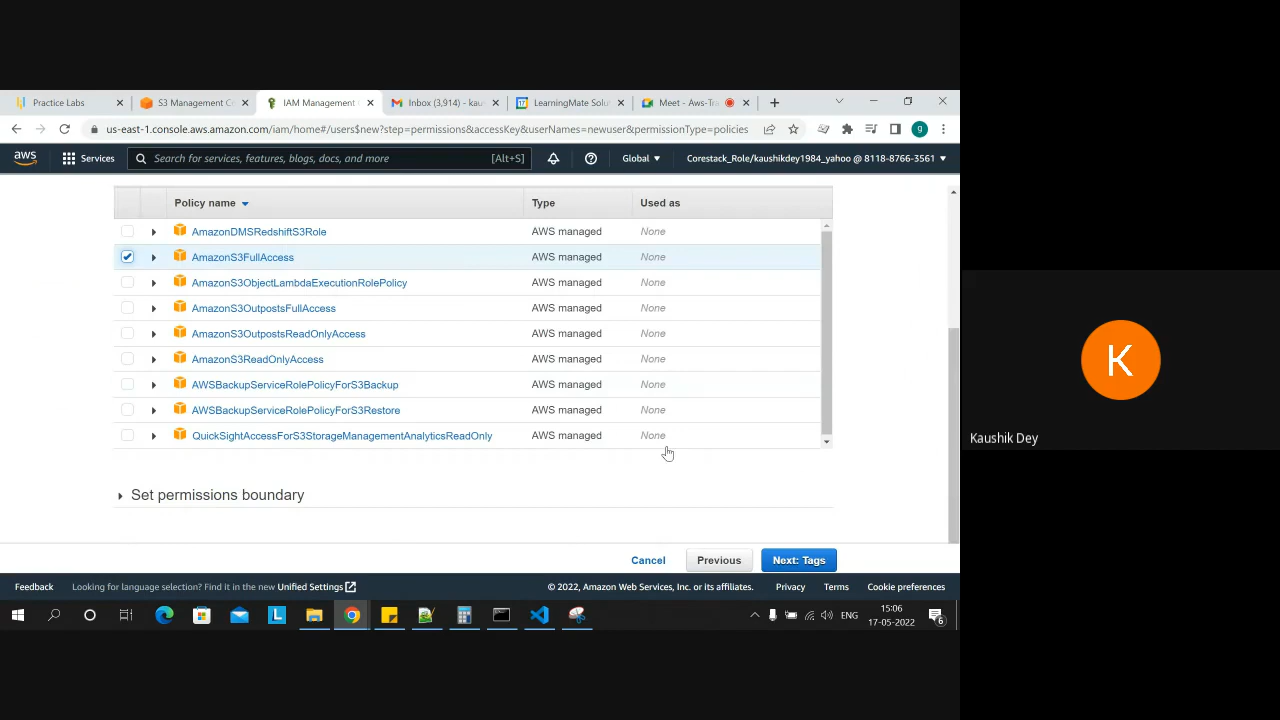 Practice Labs
S3 Management C
IAM Management
Inbox (3,914) - kau
LearningMate Solu
Meet - Aws-Tra
us-east-1.console.aws.amazon.com/iam/home#/users$new?step=permissions&accessKey&userNames=newuser&permissionType=policies
g
aws
Services
Search for services, features, blogs, docs, and more
[Alt+S]
Global
Corestack_Role/kaushikdey1984_yahoo @ 8118-8766-3561
Policy name Type Used as
AmazonDMSRedshiftS3Role AWS managed None
AmazonS3FullAccess AWS managed None
AmazonS3ObjectLambdaExecutionRolePolicy AWS managed None
AmazonS3OutpostsFullAccess AWS managed None
AmazonS3OutpostsReadOnlyAccess AWS managed None
AmazonS3ReadOnlyAccess AWS managed None
AWSBackupServiceRolePolicyForS3Backup AWS managed None
AWSBackupServiceRolePolicyForS3Restore AWS managed None
QuickSightAccessForS3StorageManagementAnalyticsReadOnly AWS managed None
Set permissions boundary
Cancel Previous Next: Tags
Feedback Looking for language selection? Find it in the new Unified Settings © 2022, Amazon Web Services, Inc. or its affiliates. Privacy Terms Cookie preferences
L
ENG
15:06
17-05-2022
6
K
Kaushik Dey